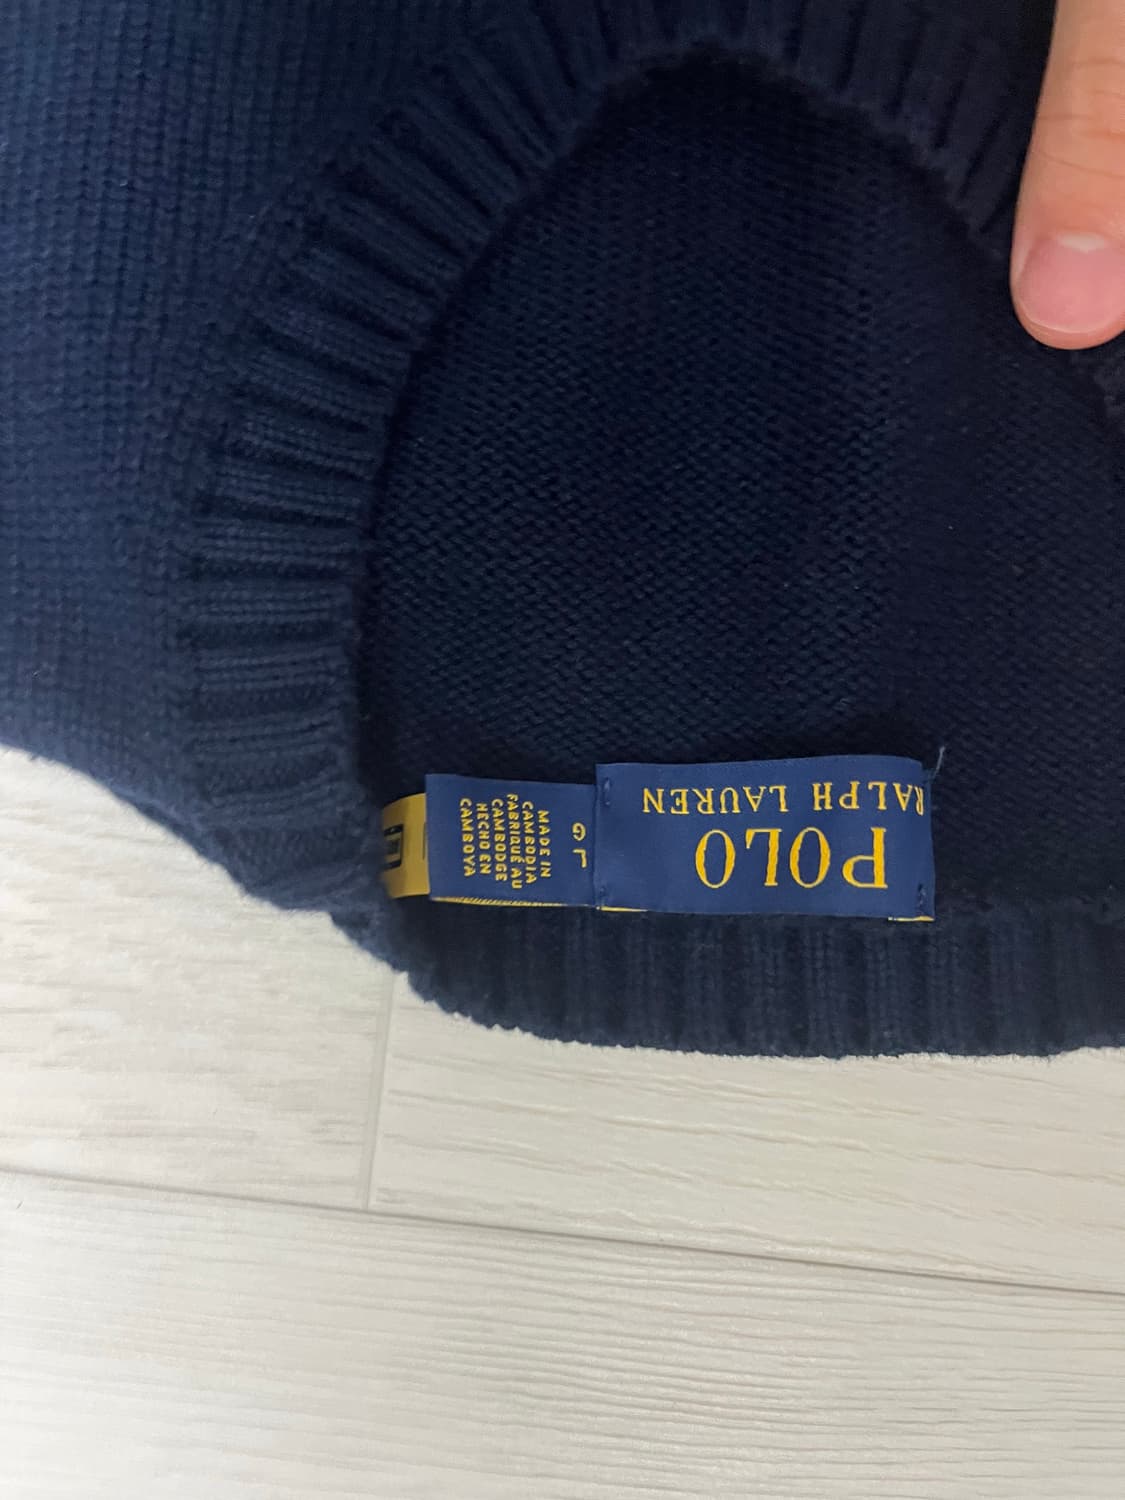 POLO
RALPH LAUREN
L G
MADE IN
CAMBODIA
FABRIQUÉ AU
CAMBODGE
HECHO EN
CAMBOYA